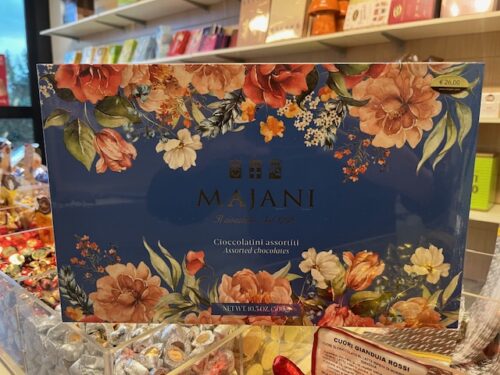 € 26,00
MAJANI
Cioccolatini assortiti
Assorted chocolates
NET WT 10.5 OZ
CUORI GIANDUIA ROSSI